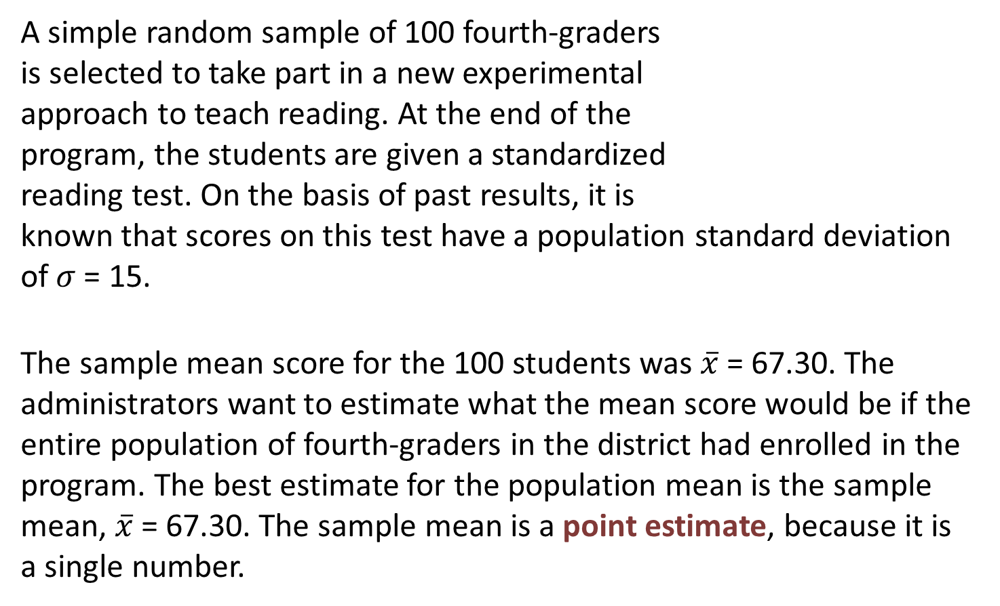 A simple random sample of 100 fourth-graders
is selected to take part in a new experimental
approach to teach reading. At the end of the
program, the students are given a standardized
reading test. On the basis of past results, it is
known that scores on this test have a population standard deviation
of σ = 15.
The sample mean score for the 100 students was x̄ = 67.30. The
administrators want to estimate what the mean score would be if the
entire population of fourth-graders in the district had enrolled in the
program. The best estimate for the population mean is the sample
mean, x̄ = 67.30. The sample mean is a point estimate, because it is
a single number.